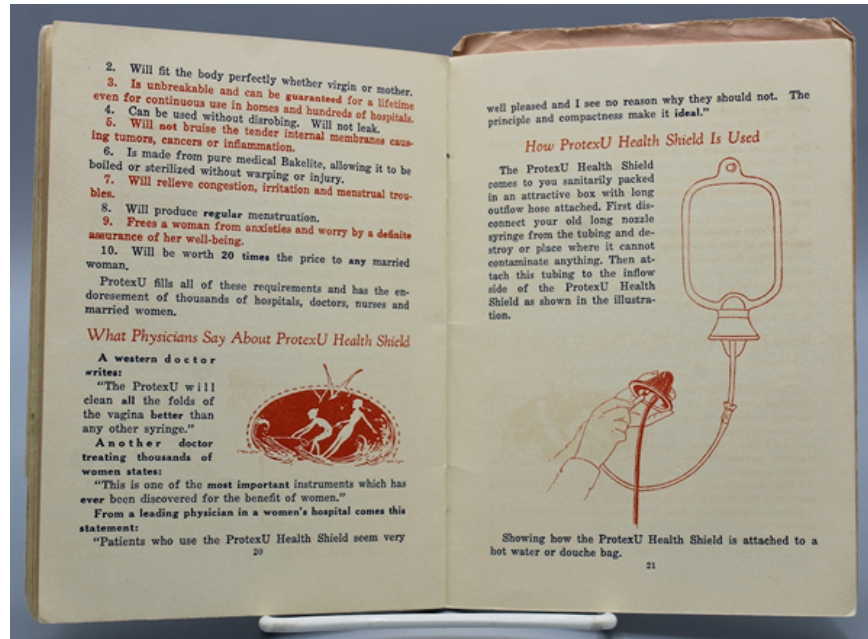 2. Will fit the body perfectly whether virgin or mother.
3. Is unbreakable and can be guaranteed for a lifetime
even for continuous use in homes and hundreds of hospitals.
4. Can be used without disrobing. Will not leak.
5. Will not bruise the tender internal membranes caus-
ing tumors, cancers or inflammation.
6. Is made from pure medical Bakelite, allowing it to be
boiled or sterilized without warping or injury.
7. Will relieve congestion, irritation and menstrual trou-
bles.
8. Will produce regular menstruation.
9. Frees a woman from anxieties and worry by a definite
assurance of her well-being.
10. Will be worth 20 times the price to any married
woman.
ProtexU fills all of these requirements and has the en-
doresement of thousands of hospitals, doctors, nurses and
married women.
What Physicians Say About ProtexU Health Shield
A western doctor
writes:
"The ProtexU will
clean all the folds of
the vagina better than
any other syringe."
Another doctor
treating thousands of
women states:
"This is one of the most important instruments which has
ever been discovered for the benefit of women."
From a leading physician in a women's hospital comes this
statement:
"Patients who use the ProtexU Health Shield seem very
20
well pleased and I see no reason why they should not. The
principle and compactness make it ideal."
How ProtexU Health Shield Is Used
The ProtexU Health Shield
comes to you sanitarily packed
in an attractive box with long
outflow hose attached. First dis-
connect your old long nozzle
syringe from the tubing and de-
stroy or place where it cannot
contaminate anything. Then at-
tach this tubing to the inflow
side of the ProtexU Health
Shield as shown in the illustra-
tion.
Showing how the ProtexU Health Shield is attached to a
hot water or douche bag.
21